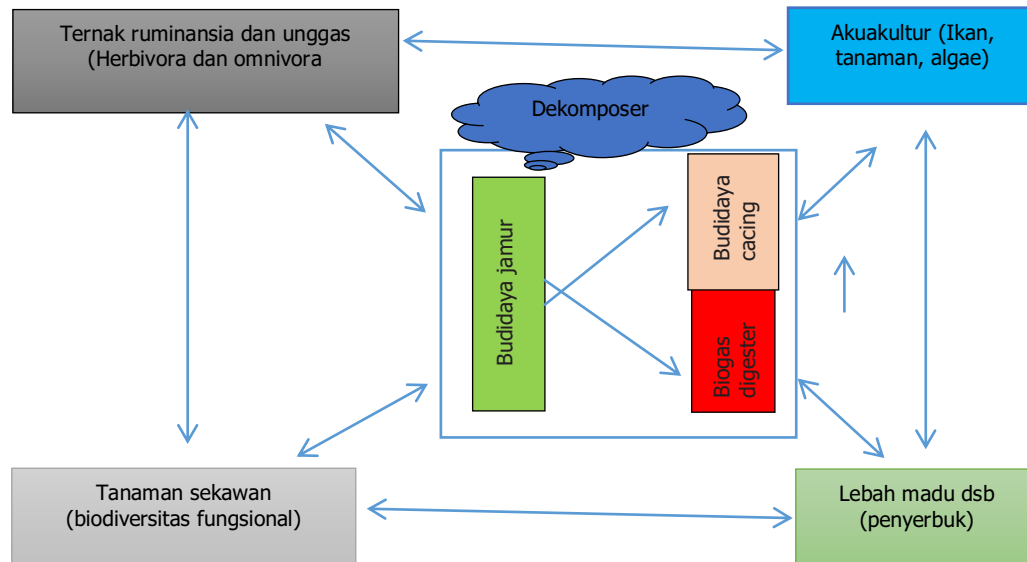 Ternak ruminansia dan unggas
(Herbivora dan omnivora
Akuakultur (Ikan,
tanaman, algae)
Dekomposer
Budidaya jamur
Budidaya
cacing
Biogas
digester
Tanaman sekawan
(biodiversitas fungsional)
Lebah madu dsb
(penyerbuk)